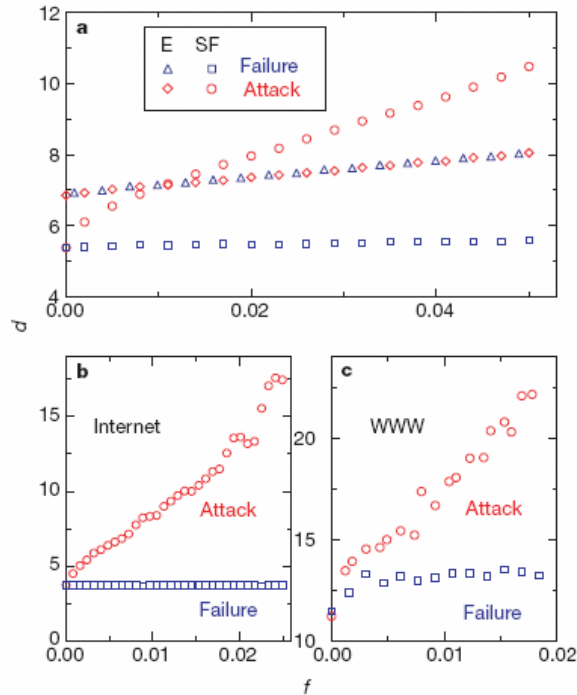 12
a
E SF
Failure
Attack
10
8
6
4
0.00 0.02 0.04
d
b
Internet
Attack
Failure
15
10
5
0
0.00 0.01 0.02
c
WWW
Attack
Failure
20
15
10
0.00 0.01 0.02
f